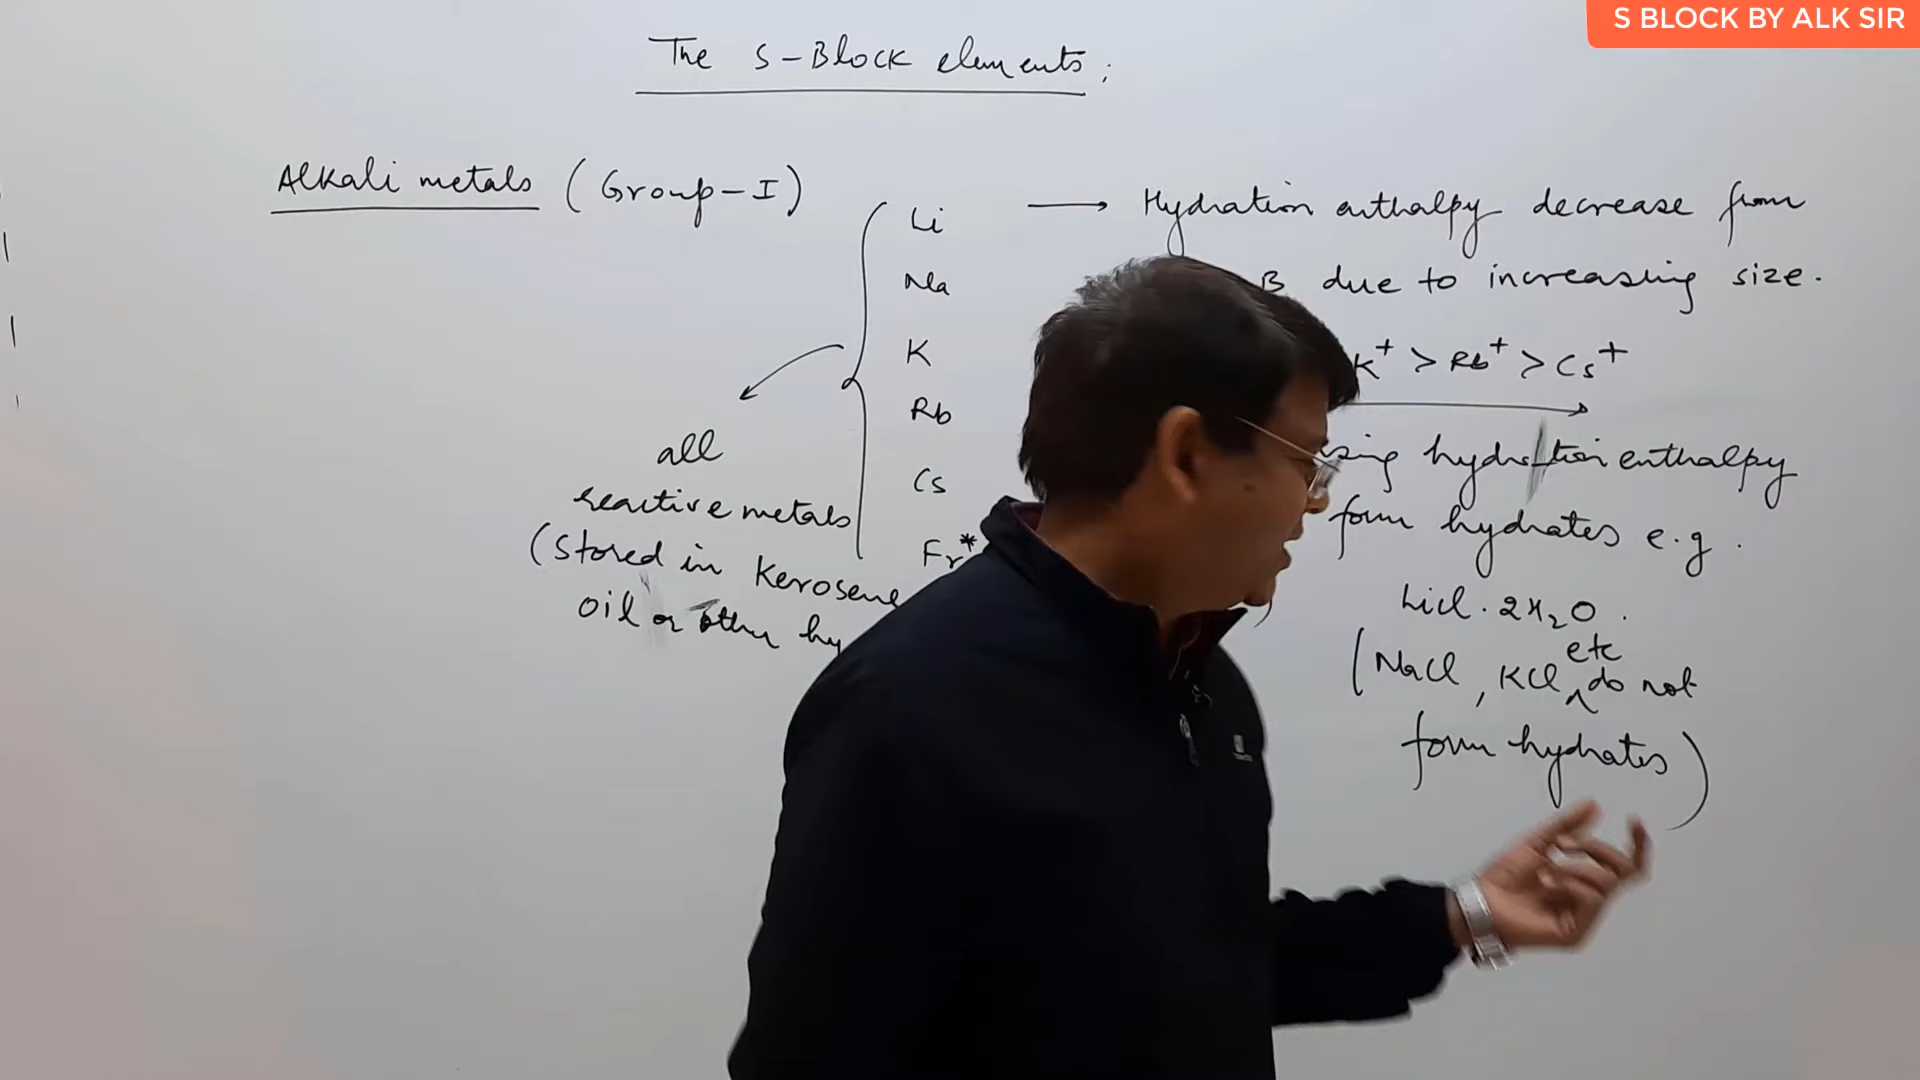 S BLOCK BY ALK SIR
The S-Block elements;
Alkali metals (Group-I)
Li
Na
K
Rb
Cs
Fr*
all
reactive metals
(Stored in Kerosene
oil or other hy
→ Hydration enthalpy decrease from
B due to increasing size.
K+ > Rb+ > Cs+
sing hydration enthalpy
form hydrates e.g.
LiCl. 2H2O.
(NaCl, KCl etc do not
form hydrates)